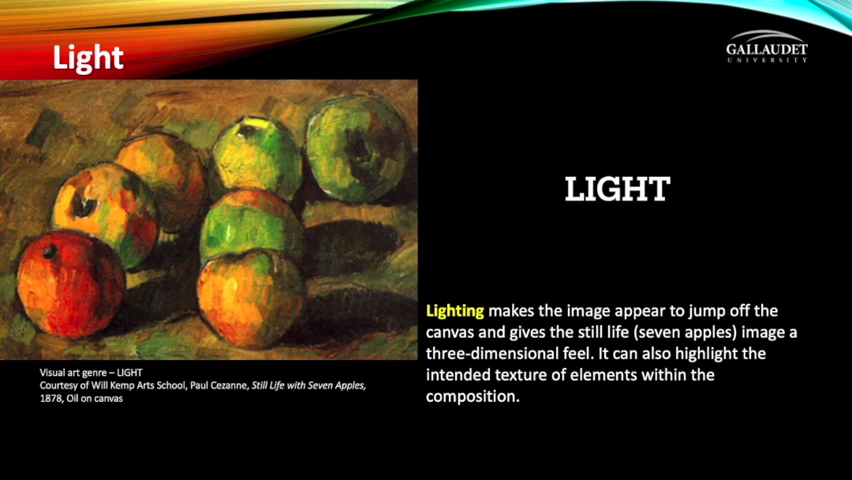 Light
GALLAUDET
UNIVERSITY
LIGHT
Lighting makes the image appear to jump off the
canvas and gives the still life (seven apples) image a
three-dimensional feel. It can also highlight the
intended texture of elements within the
composition.
Visual art genre – LIGHT
Courtesy of Will Kemp Arts School, Paul Cezanne, Still Life with Seven Apples,
1878, Oil on canvas